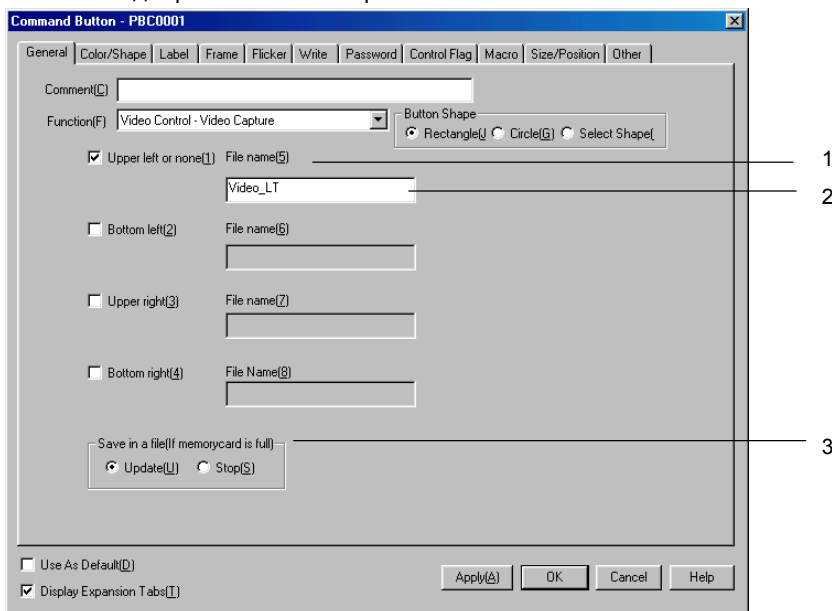 Command Button - PBC0001
General Color/Shape Label Frame Flicker Write Password Control Flag Macro Size/Position Other
Comment(C)
Function(F) Video Control - Video Capture
Button Shape
Rectangle(J Circle(G) Select Shape(
Upper left or none(1) File name(5) 1
Video_LT 2
Bottom left(2) File name(6)
Upper right(3) File name(7)
Bottom right(4) File Name(8)
Save in a file(If memorycard is full) 3
Update(U) Stop(S)
Use As Default(D)
Display Expansion Tabs(T)
Apply(A) OK Cancel Help